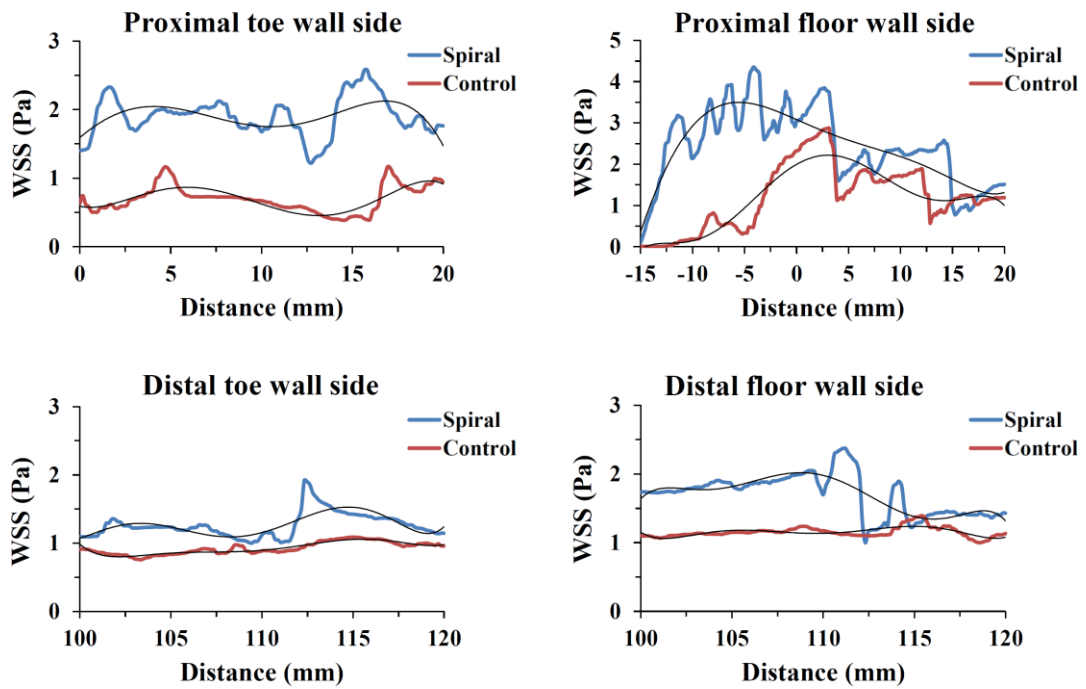 Proximal toe wall side
3
2
1
0
WSS (Pa)
Spiral
Control
0 5 10 15 20
Distance (mm)
Proximal floor wall side
5
4
3
2
1
0
WSS (Pa)
Spiral
Control
-15 -10 -5 0 5 10 15 20
Distance (mm)
Distal toe wall side
3
2
1
0
WSS (Pa)
Spiral
Control
100 105 110 115 120
Distance (mm)
Distal floor wall side
3
2
1
0
WSS (Pa)
Spiral
Control
100 105 110 115 120
Distance (mm)